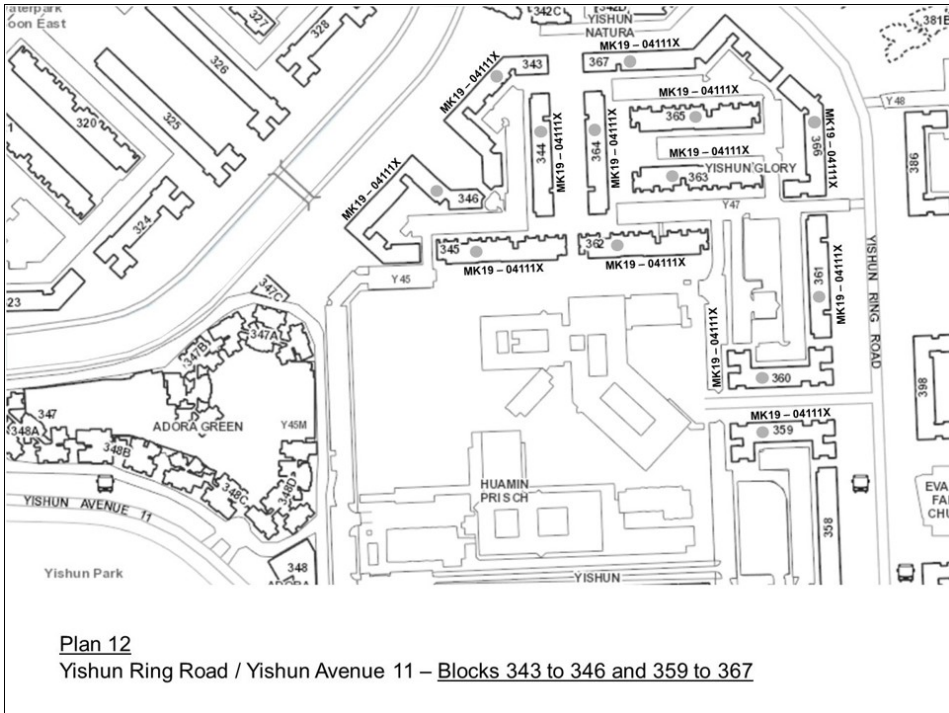 aterpark
oon East
327
328
326
325
320
324
342C
342D
YISHUN
NATURA
381B
343
MK19 – 04111X
367
MK19 – 04111X
MK19 – 04111X
365
MK19 – 04111X
366
Y48
386
344
MK19 – 04111X
364
MK19 – 04111X
MK19 – 04111X
YISHUN GLORY
363
MK19 – 04111X
346
Y47
345
MK19 – 04111X
362
MK19 – 04111X
Y45
361
MK19 – 04111X
YISHUN RING ROAD
MK19 – 04111X
360
398
MK19 – 04111X
359
358
23
347C
347A
347B
347
348A
ADORA GREEN
Y45M
348B
348C
348D
YISHUN AVENUE 11
Yishun Park
348
ADORA
HUAMIN
PRI SCH
YISHUN
EVA
FA
CHU
Plan 12
Yishun Ring Road / Yishun Avenue 11 – Blocks 343 to 346 and 359 to 367